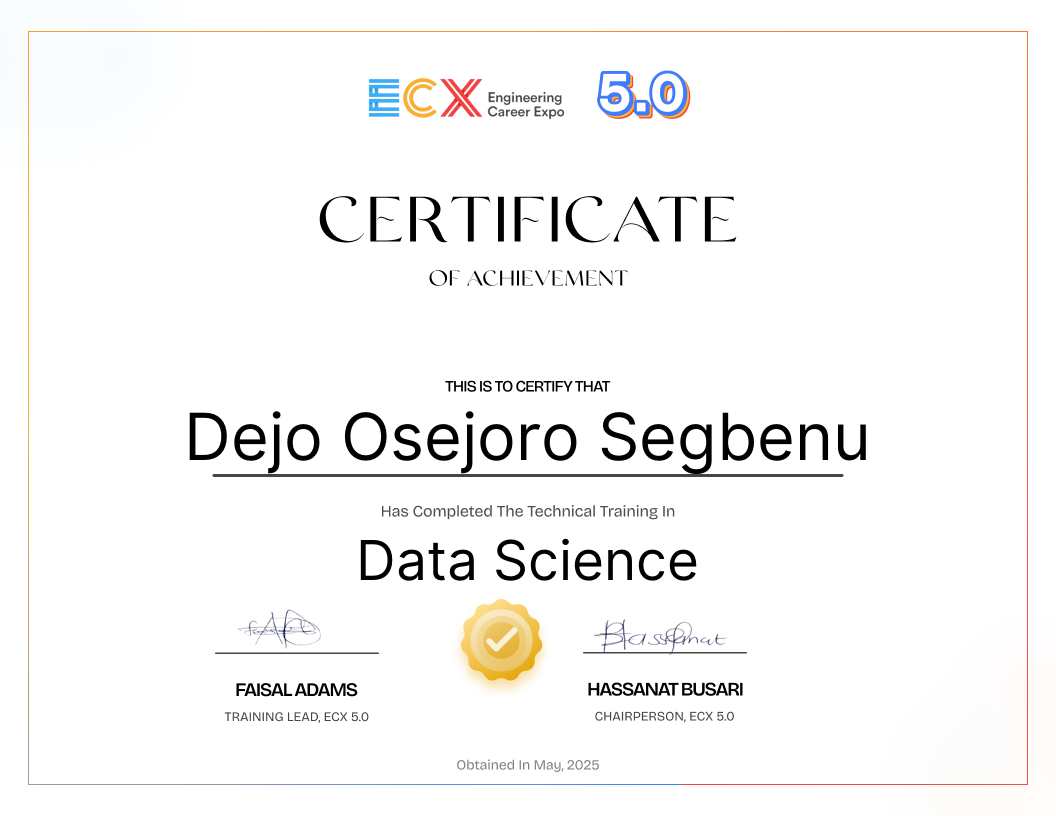 ECX Engineering Career Expo 5.0
CERTIFICATE
OF ACHIEVEMENT
THIS IS TO CERTIFY THAT
Dejo Osejoro Segbenu
Has Completed The Technical Training In
Data Science
Hassanat
FAISAL ADAMS
HASSANAT BUSARI
TRAINING LEAD, ECX 5.0
CHAIRPERSON, ECX 5.0
Obtained In May, 2025